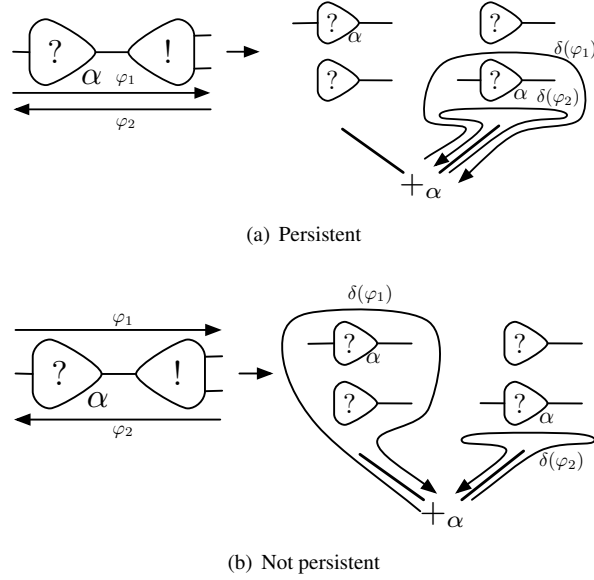 ? ! α φ₁
φ₂
? α ?
? ? α
δ(φ₁)
δ(φ₂)
+α
(a) Persistent
φ₁
? ! α
φ₂
δ(φ₁)
? α ?
? ? α
δ(φ₂)
+α
(b) Not persistent